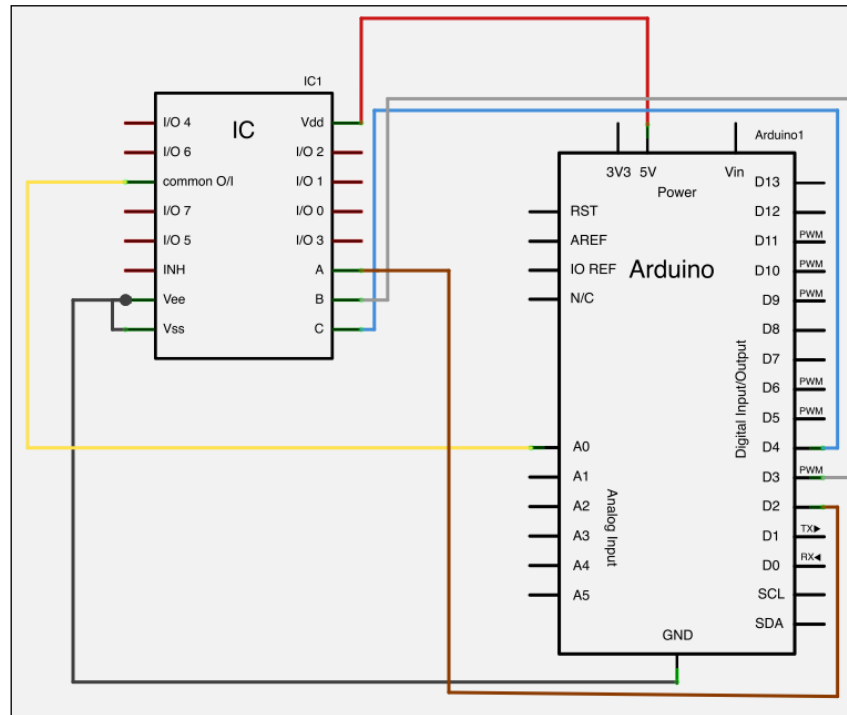 IC1
IC
I/O 4
I/O 6
common O/I
I/O 7
I/O 5
INH
Vee
Vss
Vdd
I/O 2
I/O 1
I/O 0
I/O 3
A
B
C
Arduino1
3V3 5V Vin
Power
Arduino
RST
AREF
IO REF
N/C
A0
A1
A2
A3
A4
A5
Analog Input
D13
D12
D11 PWM
D10 PWM
D9 PWM
D8
D7
D6 PWM
D5 PWM
D4
D3 PWM
D2
D1 TX▶
D0 RX◀
SCL
SDA
Digital Input/Output
GND